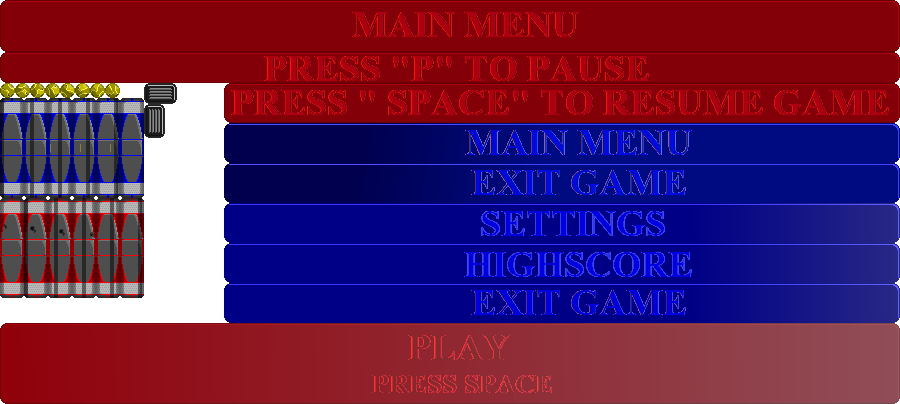 MAIN MENU
PRESS "P" TO PAUSE
PRESS " SPACE" TO RESUME GAME
MAIN MENU
EXIT GAME
SETTINGS
HIGHSCORE
EXIT GAME
PLAY
PRESS SPACE